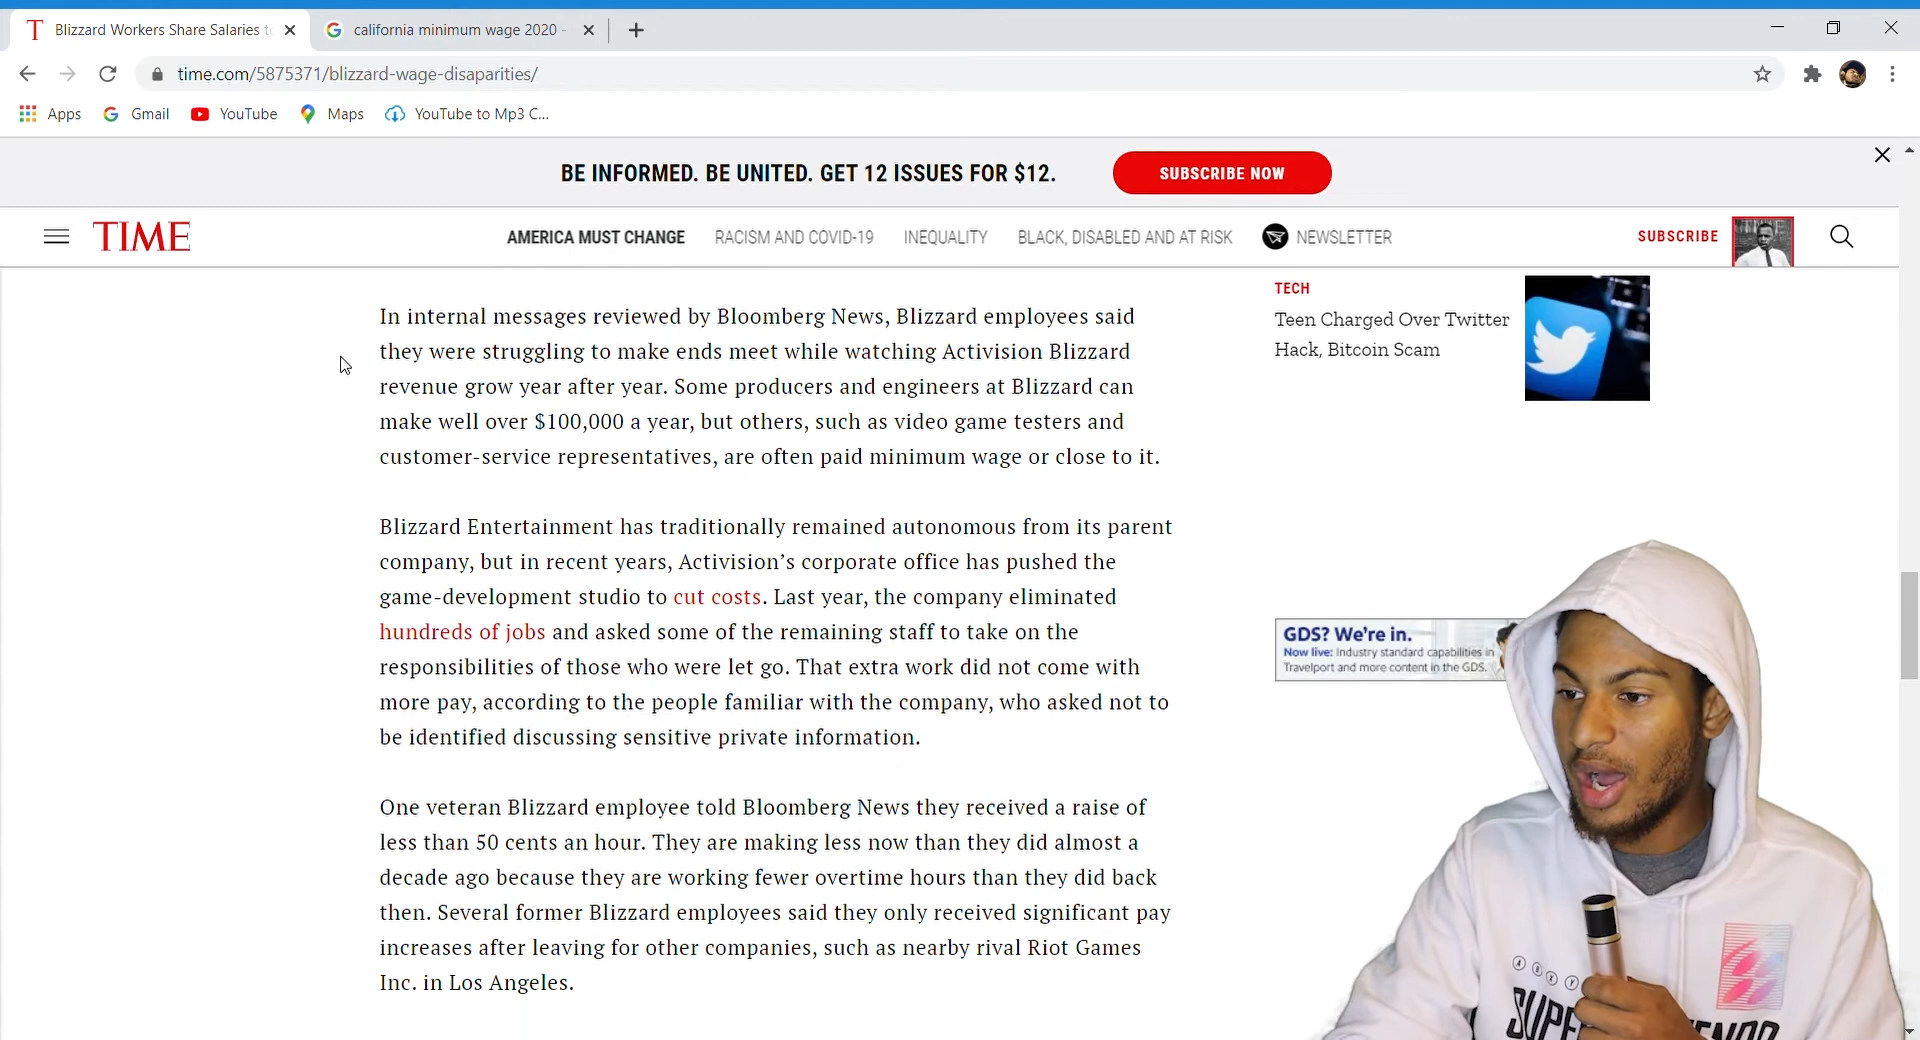 T Blizzard Workers Share Salaries to
california minimum wage 2020 -
time.com/5875371/blizzard-wage-disaparities/
Apps
Gmail
YouTube
Maps
YouTube to Mp3 C...
BE INFORMED. BE UNITED. GET 12 ISSUES FOR $12.
SUBSCRIBE NOW
TIME
AMERICA MUST CHANGE
RACISM AND COVID-19
INEQUALITY
BLACK, DISABLED AND AT RISK
NEWSLETTER
SUBSCRIBE
In internal messages reviewed by Bloomberg News, Blizzard employees said
they were struggling to make ends meet while watching Activision Blizzard
revenue grow year after year. Some producers and engineers at Blizzard can
make well over $100,000 a year, but others, such as video game testers and
customer-service representatives, are often paid minimum wage or close to it.
Blizzard Entertainment has traditionally remained autonomous from its parent
company, but in recent years, Activision's corporate office has pushed the
game-development studio to cut costs. Last year, the company eliminated
hundreds of jobs and asked some of the remaining staff to take on the
responsibilities of those who were let go. That extra work did not come with
more pay, according to the people familiar with the company, who asked not to
be identified discussing sensitive private information.
One veteran Blizzard employee told Bloomberg News they received a raise of
less than 50 cents an hour. They are making less now than they did almost a
decade ago because they are working fewer overtime hours than they did back
then. Several former Blizzard employees said they only received significant pay
increases after leaving for other companies, such as nearby rival Riot Games
Inc. in Los Angeles.
TECH
Teen Charged Over Twitter
Hack, Bitcoin Scam
GDS? We're in.
Now live: Industry standard capabilities in
Travelport and more content in the GDS.
A B X Y